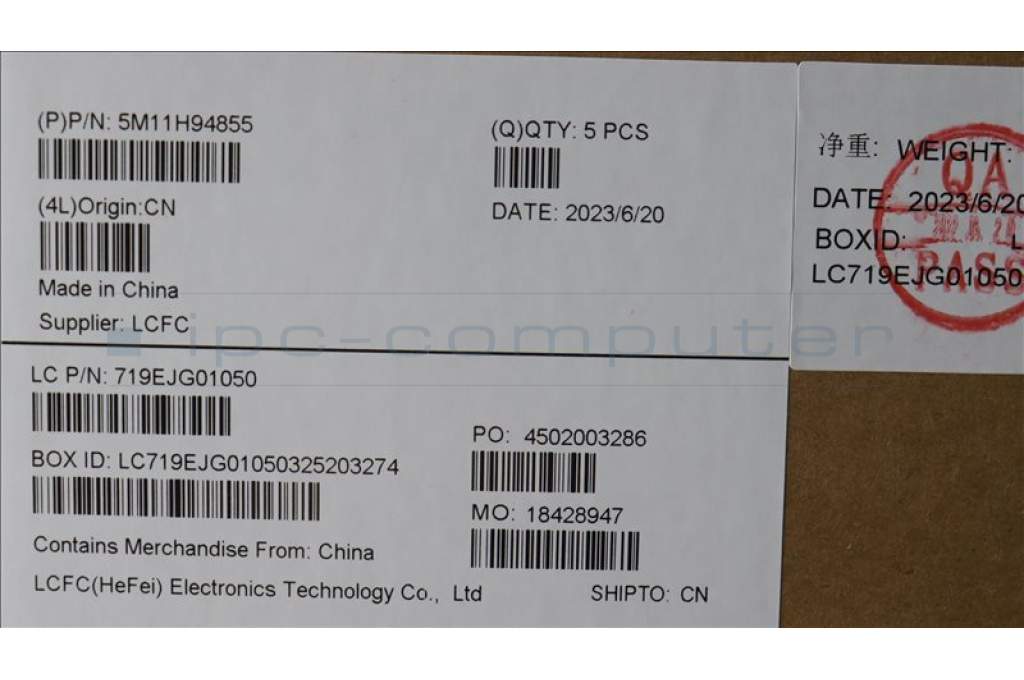 (P)P/N: 5M11H94855
(Q)QTY: 5 PCS
(4L)Origin:CN
DATE: 2023/6/20
Made in China
Supplier: LCFC
ipc-computer
LC P/N: 719EJG01050
PO: 4502003286
BOX ID: LC719EJG01050325203274
MO: 18428947
Contains Merchandise From: China
LCFC(HeFei) Electronics Technology Co., Ltd
SHIPTO: CN
净重: WEIGHT:
DATE: 2023/6/20
BOXID: L
LC719EJG01050
QA
PASS